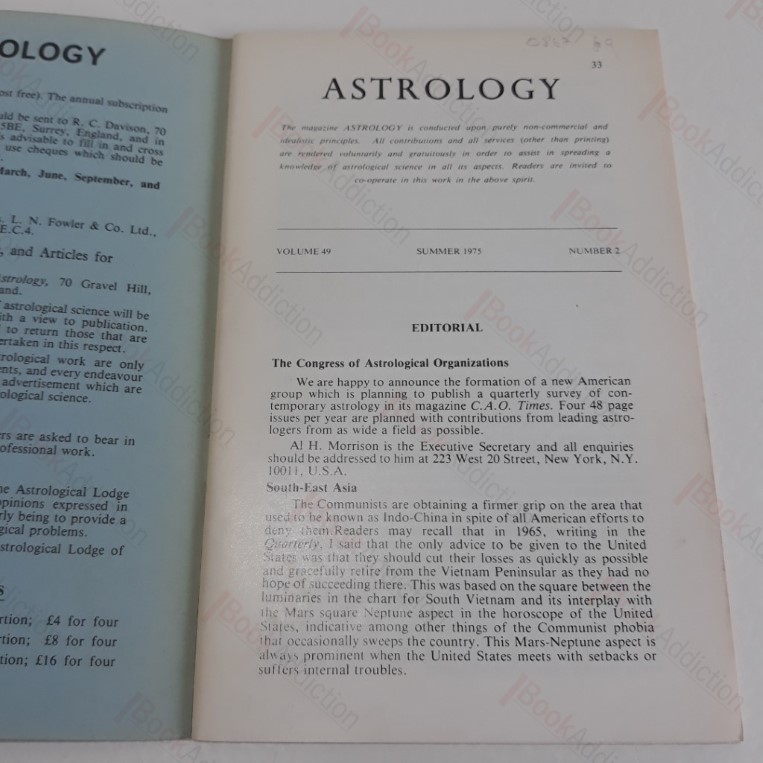 OLOGY
ost free). The annual subscription
uld be sent to R. C. Davison, 70
5BE, Surrey, England, and in
s advisable to fill in and cross
use cheques which should be
March, June, September, and
L. N. Fowler & Co. Ltd.,
E.C.4.
, and Articles for
strology, 70 Gravel Hill,
and.
astrological science will be
ith a view to publication.
to return those that are
ertaken in this respect.
rological work are only
nts, and every endeavour
advertisement which are
ological science.
ers are asked to bear in
ofessional work.
he Astrological Lodge
opinions expressed in
rly being to provide a
gical problems.
strological Lodge of
S
rtion; £4 for four
rtion; £8 for four
tion; £16 for four
33
ASTROLOGY
The magazine ASTROLOGY is conducted upon purely non-commercial and
idealistic principles. All contributions and all services (other than printing)
are rendered voluntarily and gratuitously in order to assist in spreading a
knowledge of astrological science in all its aspects. Readers are invited to
co-operate in this work in the above spirit.
VOLUME 49 SUMMER 1975 NUMBER 2
EDITORIAL
The Congress of Astrological Organizations
We are happy to announce the formation of a new American
group which is planning to publish a quarterly survey of con-
temporary astrology in its magazine C.A.O. Times. Four 48 page
issues per year are planned with contributions from leading astro-
logers from as wide a field as possible.
Al H. Morrison is the Executive Secretary and all enquiries
should be addressed to him at 223 West 20 Street, New York, N.Y.
10011, U.S.A.
South-East Asia
The Communists are obtaining a firmer grip on the area that
used to be known as Indo-China in spite of all American efforts to
deny them.Readers may recall that in 1965, writing in the
Quarterly, I said that the only advice to be given to the United
States was that they should cut their losses as quickly as possible
and gracefully retire from the Vietnam Peninsular as they had no
hope of succeeding there. This was based on the square between the
luminaries in the chart for South Vietnam and its interplay with
the Mars square Neptune aspect in the horoscope of the United
States, indicative among other things of the Communist phobia
that occasionally sweeps the country. This Mars-Neptune aspect is
always prominent when the United States meets with setbacks or
suffers internal troubles.
BookAddiction